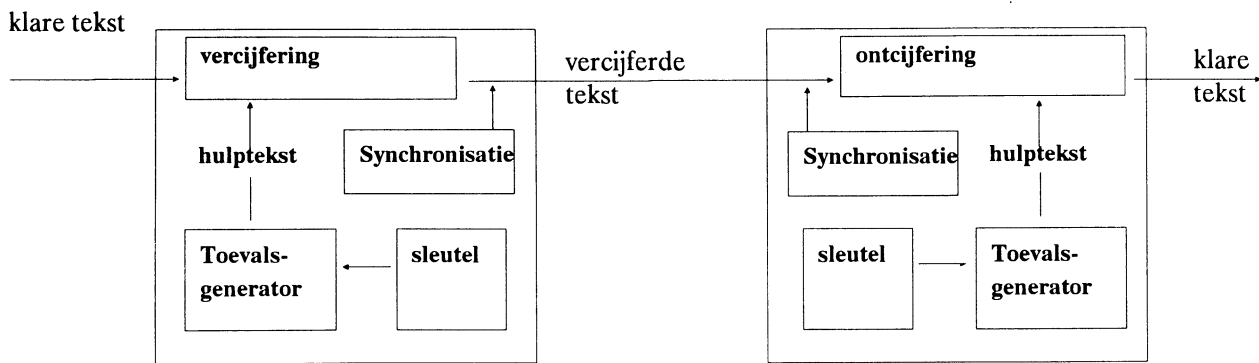 klare tekst
vercijfering
hulptekst
Synchronisatie
Toevals-
generator
sleutel
vercijferde
tekst
ontcijfering
Synchronisatie
hulptekst
sleutel
Toevals-
generator
klare
tekst